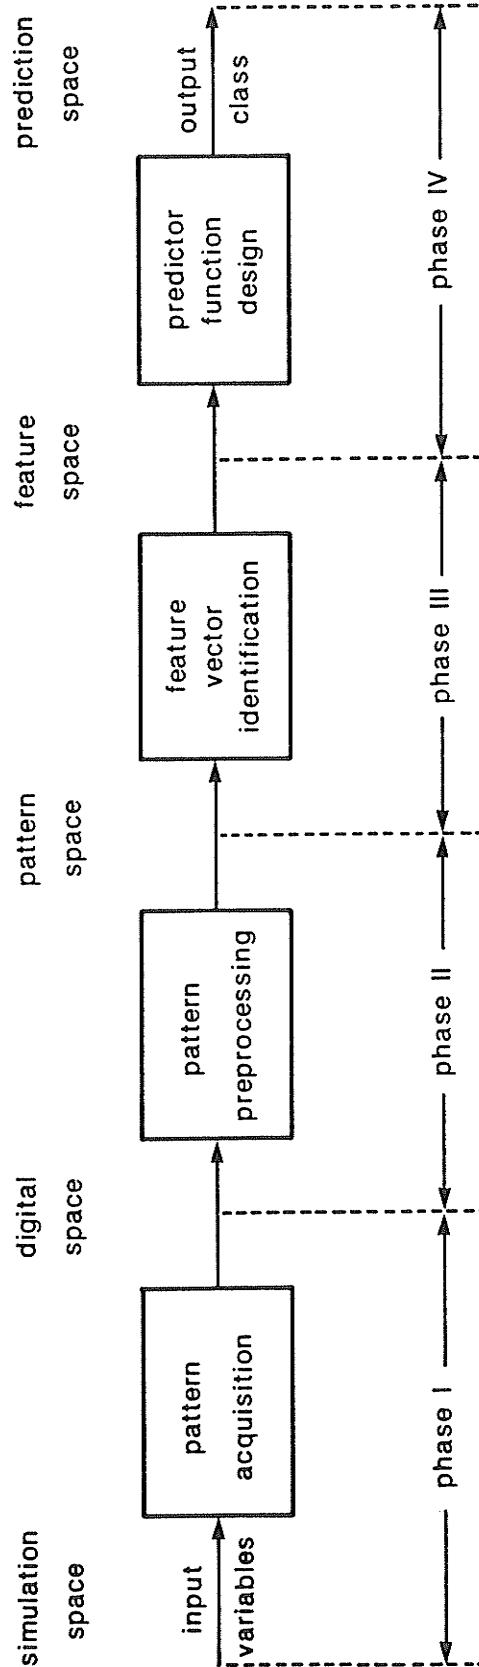 simulation
space
digital
space
pattern
space
feature
space
prediction
space
input
variables
pattern
acquisition
pattern
preprocessing
feature
vector
identification
predictor
function
design
output
class
phase I
phase II
phase III
phase IV